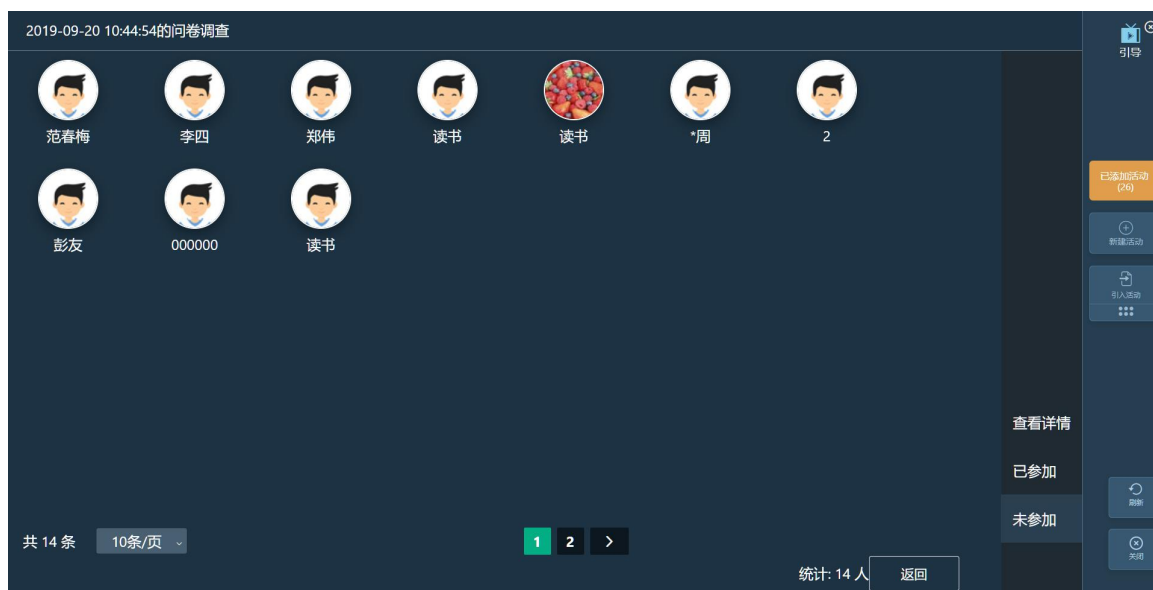 2019-09-20 10:44:54的问卷调查
引导
范春梅 李四 郑伟 读书 读书 *周 2
已添加活动
(26)
彭友 000000 读书
新建活动
引入活动
查看详情
已参加
刷新
未参加
共 14 条 10条/页 1 2 >
关闭
统计: 14 人 返回